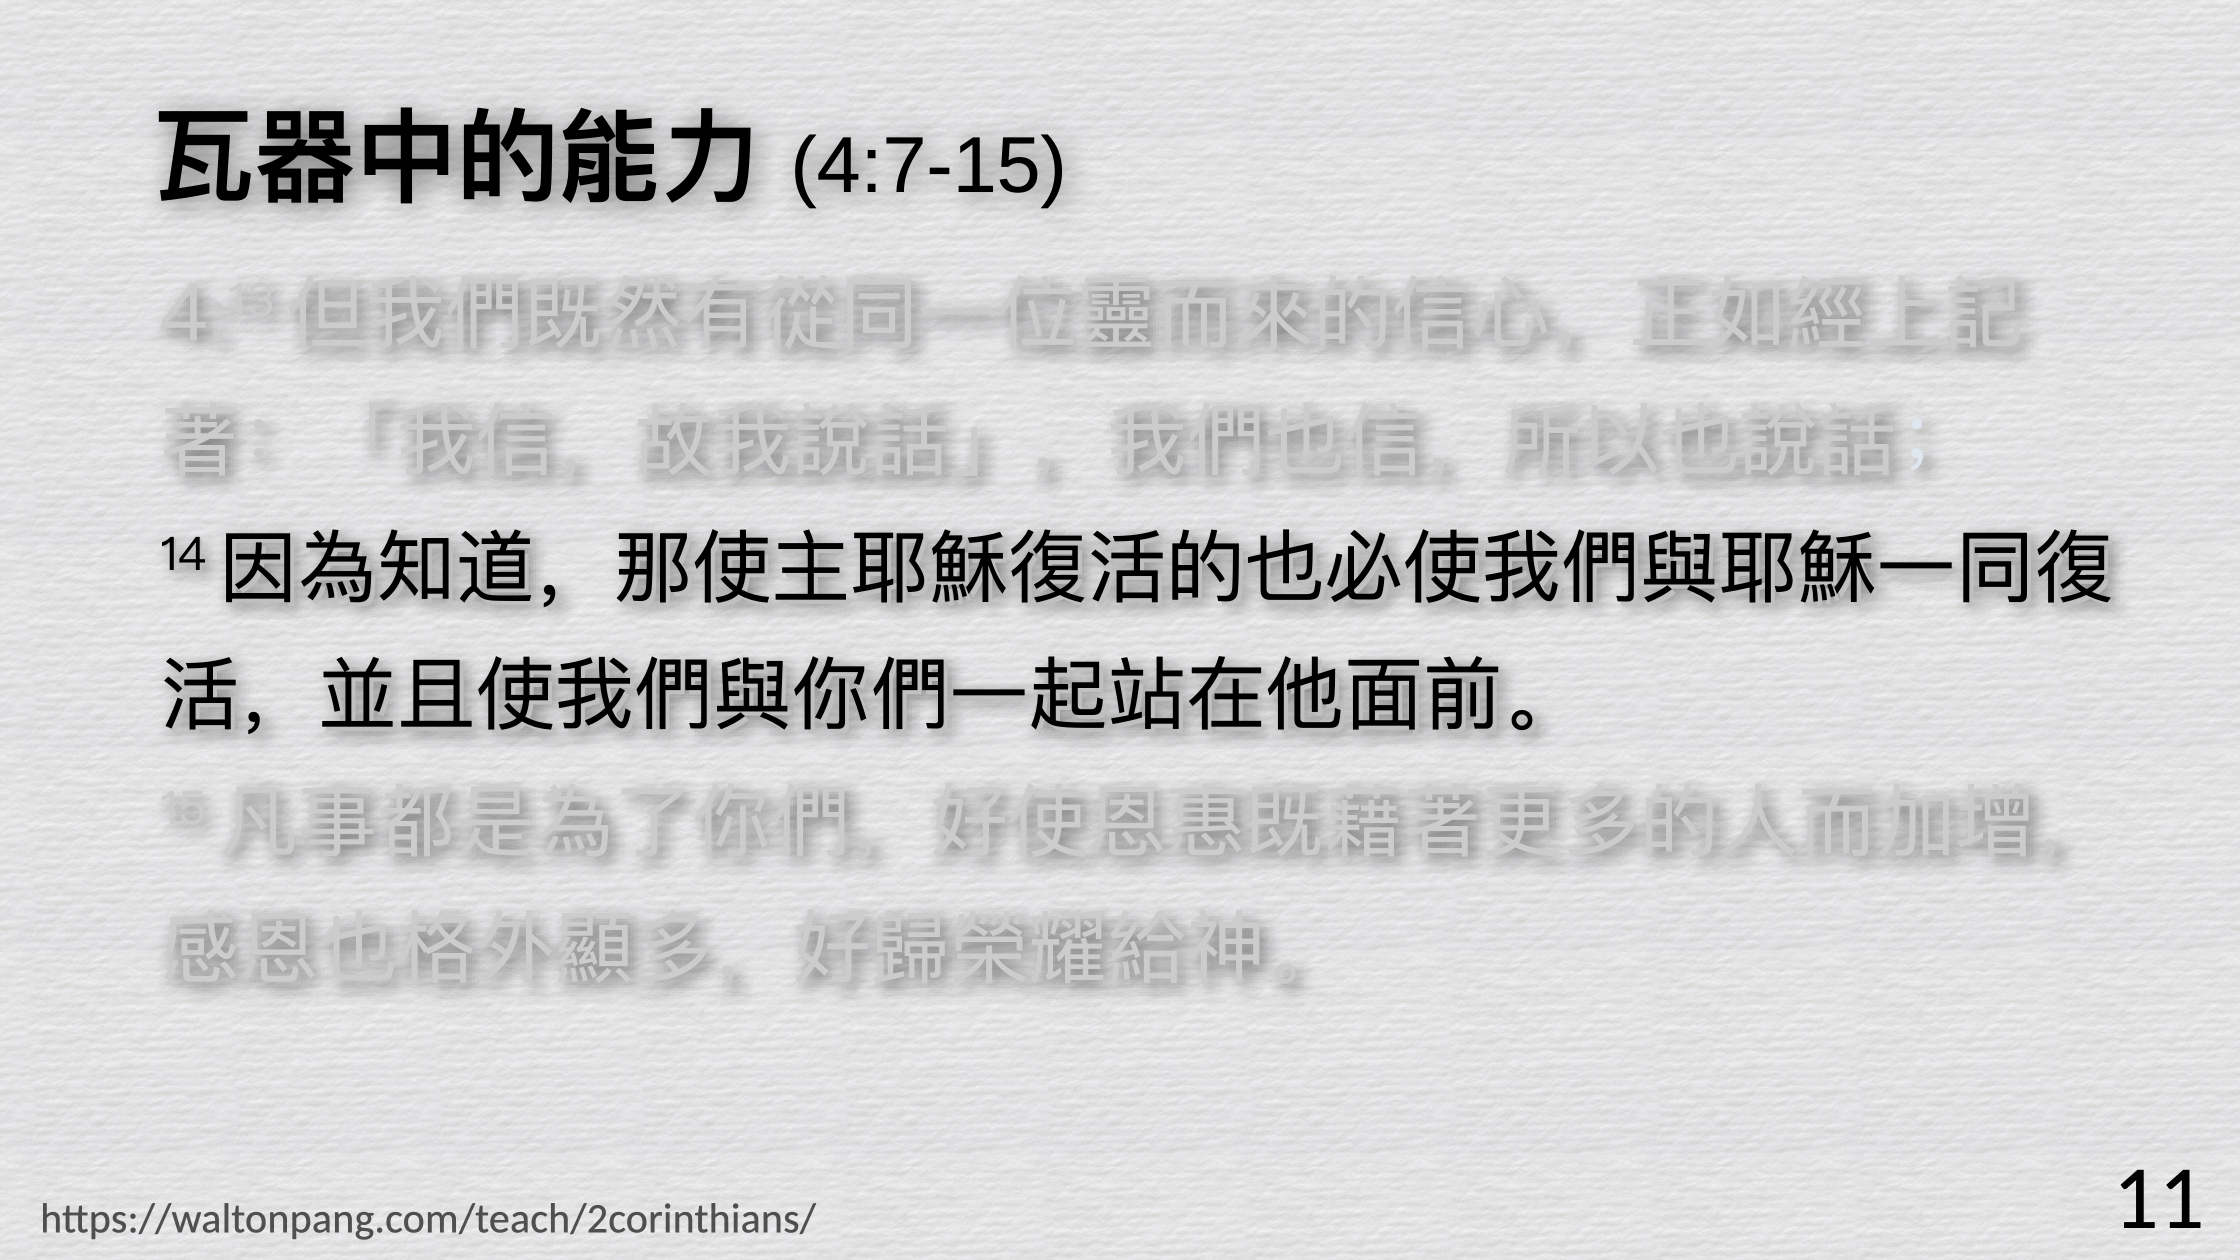 瓦器中的能力 (4:7-15)
4 13 但我們既然有從同一位靈而來的信心，正如經上記
著：「我信，故我說話」，我們也信，所以也說話；
14 因為知道，那使主耶穌復活的也必使我們與耶穌一同復
活，並且使我們與你們一起站在他面前。
15 凡事都是為了你們，好使恩惠既藉著更多的人而加增，
感恩也格外顯多，好歸榮耀給神。
https://waltonpang.com/teach/2corinthians/
11